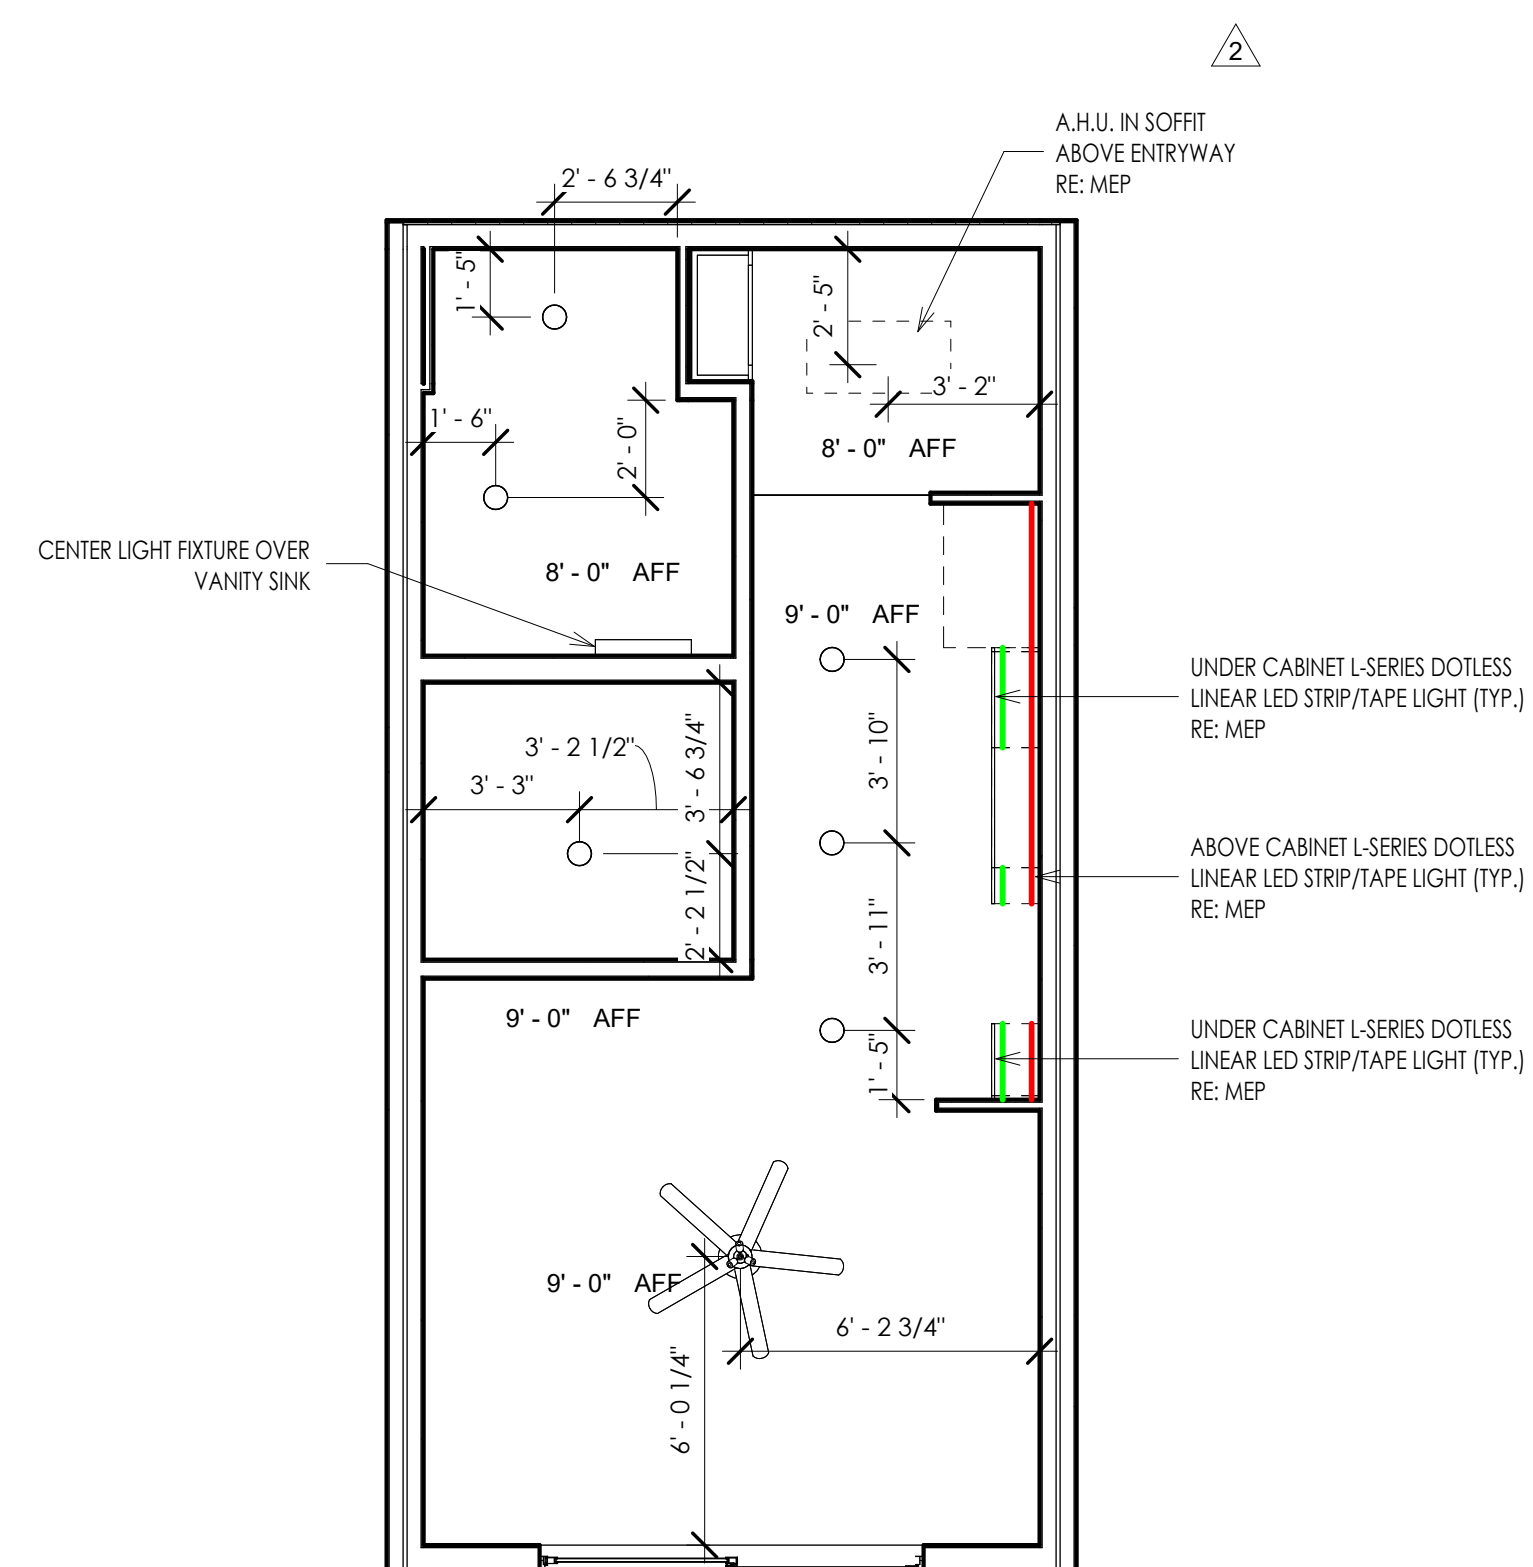 2
A.H.U. IN SOFFIT
ABOVE ENTRYWAY
RE: MEP
2' - 6 3/4"
1' - 5"
2' - 5"
3' - 2"
1' - 6"
2' - 0"
8' - 0" AFF
CENTER LIGHT FIXTURE OVER
VANITY SINK
8' - 0" AFF
9' - 0" AFF
UNDER CABINET L-SERIES DOTLESS
LINEAR LED STRIP/TAPE LIGHT (TYP.)
RE: MEP
3' - 2 1/2"
3' - 6 3/4"
3' - 10"
3' - 3"
ABOVE CABINET L-SERIES DOTLESS
LINEAR LED STRIP/TAPE LIGHT (TYP.)
RE: MEP
2' - 2 1/2"
3' - 11"
9' - 0" AFF
1' - 5"
UNDER CABINET L-SERIES DOTLESS
LINEAR LED STRIP/TAPE LIGHT (TYP.)
RE: MEP
9' - 0" AFF
6' - 2 3/4"
6' - 0 1/4"